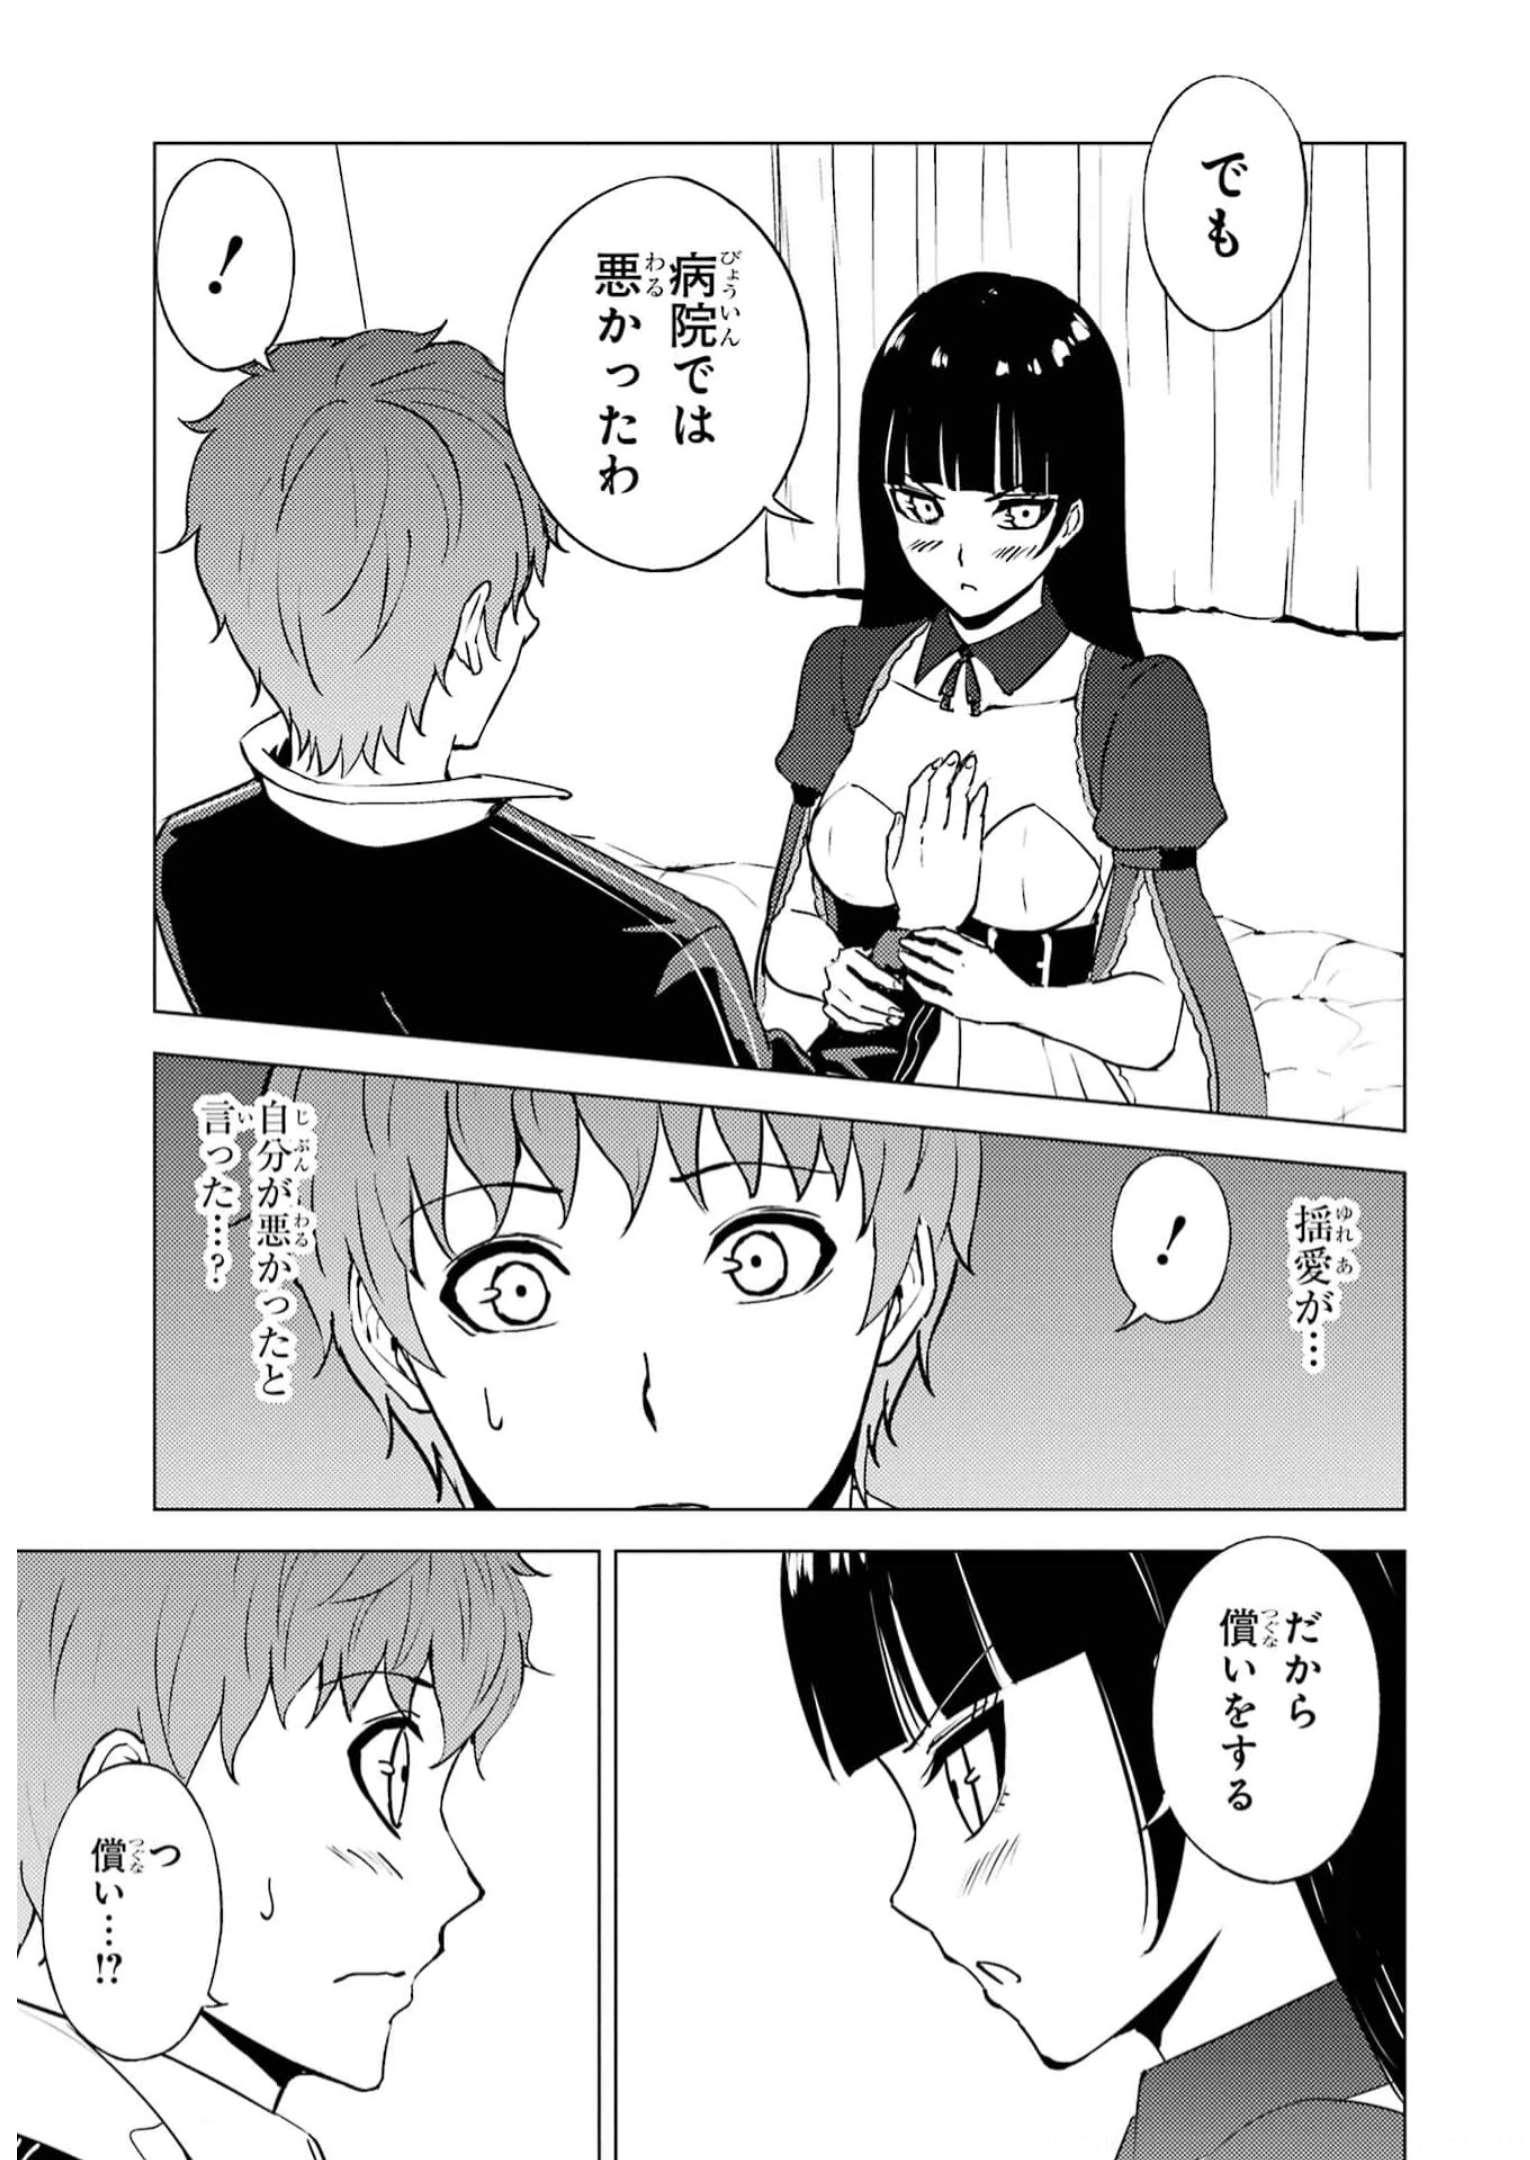 でも
病院では
悪かったわ
！
揺愛が…
！
自分が悪かったと
言った…？
だから
償いをする
つ
償い…!?